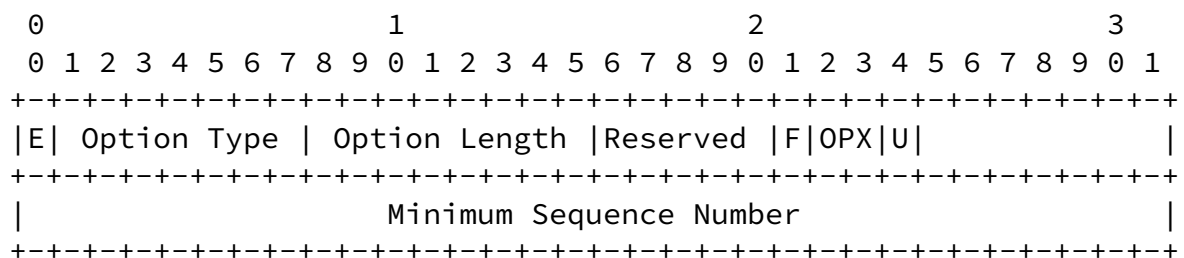 0                   1                   2                   3
 0 1 2 3 4 5 6 7 8 9 0 1 2 3 4 5 6 7 8 9 0 1 2 3 4 5 6 7 8 9 0 1
+-+-+-+-+-+-+-+-+-+-+-+-+-+-+-+-+-+-+-+-+-+-+-+-+-+-+-+-+-+-+-+-+
|E| Option Type | Option Length |Reserved |F|OPX|U|             |
+-+-+-+-+-+-+-+-+-+-+-+-+-+-+-+-+-+-+-+-+-+-+-+-+-+-+-+-+-+-+-+-+
|                    Minimum Sequence Number                    |
+-+-+-+-+-+-+-+-+-+-+-+-+-+-+-+-+-+-+-+-+-+-+-+-+-+-+-+-+-+-+-+-+